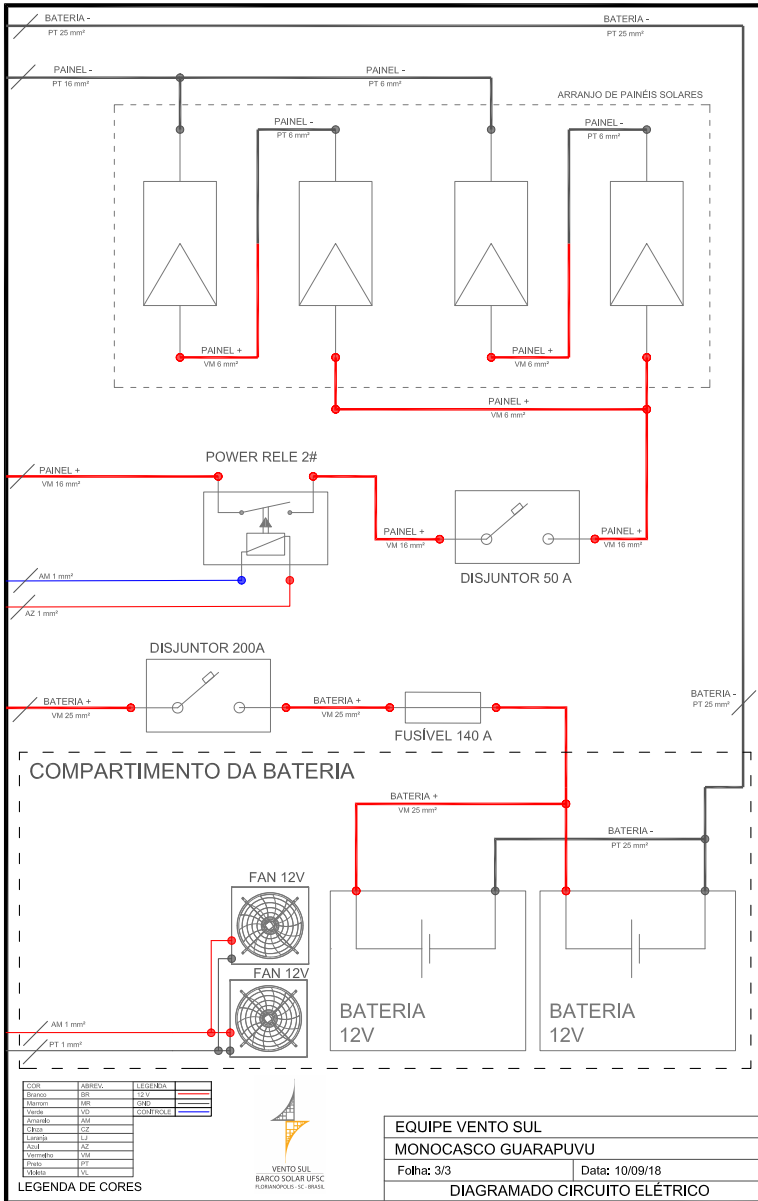 BATERIA -
PT 25 mm²
BATERIA -
PT 25 mm²
PAINEL -
PT 16 mm²
PAINEL -
PT 6 mm²
ARRANJO DE PAINÉIS SOLARES
PAINEL -
PT 6 mm²
PAINEL -
PT 6 mm²
PAINEL +
VM 6 mm²
PAINEL +
VM 6 mm²
PAINEL +
VM 6 mm²
POWER RELE 2#
PAINEL +
VM 16 mm²
PAINEL +
VM 16 mm²
PAINEL +
VM 16 mm²
DISJUNTOR 50 A
AM 1 mm²
AZ 1 mm²
DISJUNTOR 200A
BATERIA +
VM 25 mm²
BATERIA +
VM 25 mm²
FUSÍVEL 140 A
BATERIA -
PT 25 mm²
COMPARTIMENTO DA BATERIA
BATERIA +
VM 25 mm²
BATERIA -
PT 25 mm²
FAN 12V
FAN 12V
BATERIA
12V
BATERIA
12V
AM 1 mm²
PT 1 mm²
COR ABREV. LEGENDA
Branco BR 12 V
Marrom MR GND
Verde VD CONTROLE
Amarelo AM
Cinza CZ
Laranja LJ
Azul AZ
Vermelho VM
Preto PT
Violeta VL
LEGENDA DE CORES
VENTO SUL
BARCO SOLAR UFSC
FLORIANÓPOLIS - SC - BRASIL
EQUIPE VENTO SUL
MONOCASCO GUARAPUVU
Folha: 3/3 Data: 10/09/18
DIAGRAMADO CIRCUITO ELÉTRICO